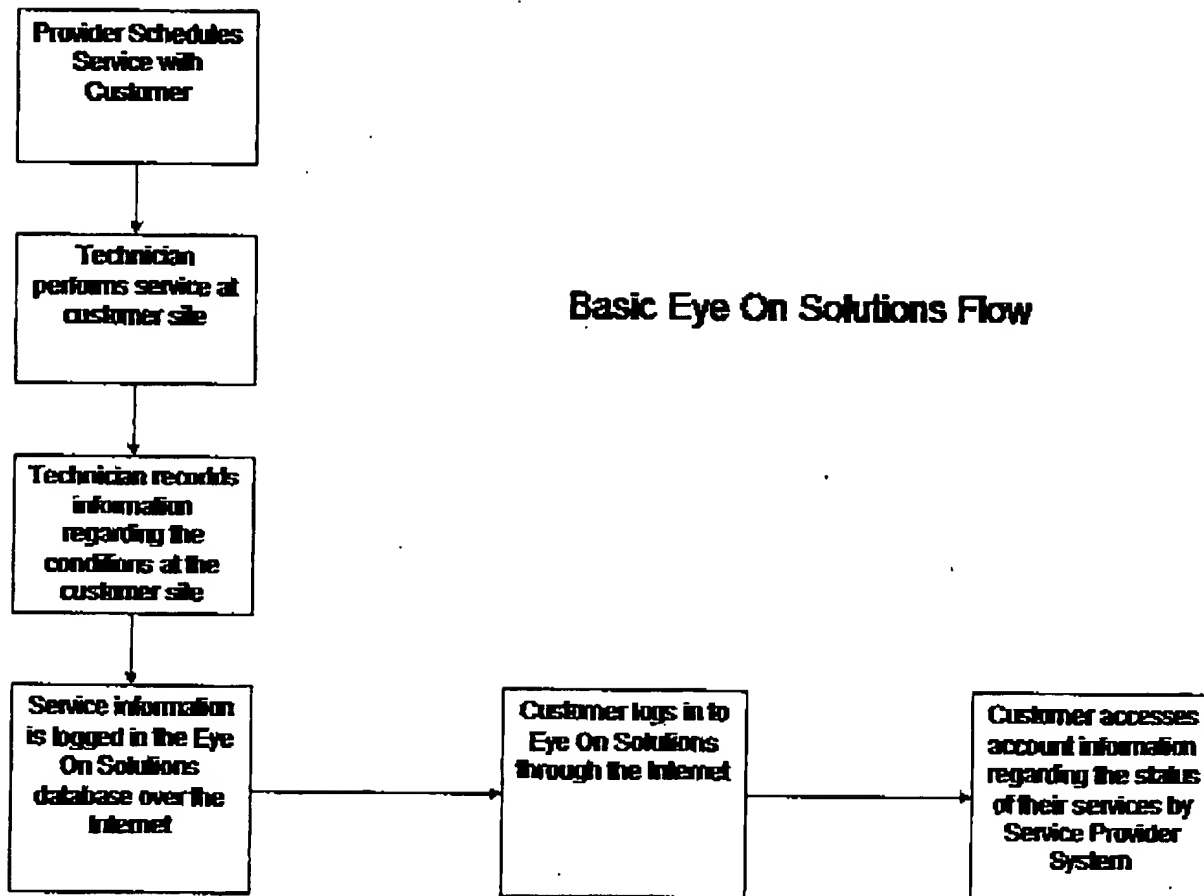 Provider Schedules
Service with
Customer
Technician
performs service at
customer site
Basic Eye On Solutions Flow
Technician recordds
information
regarding the
conditions at the
customer site
Service information
is logged in the Eye
On Solutions
database over the
Internet
Customer logs in to
Eye On Solutions
through the Internet
Customer accesses
account information
regarding the status
of their services by
Service Provider
System